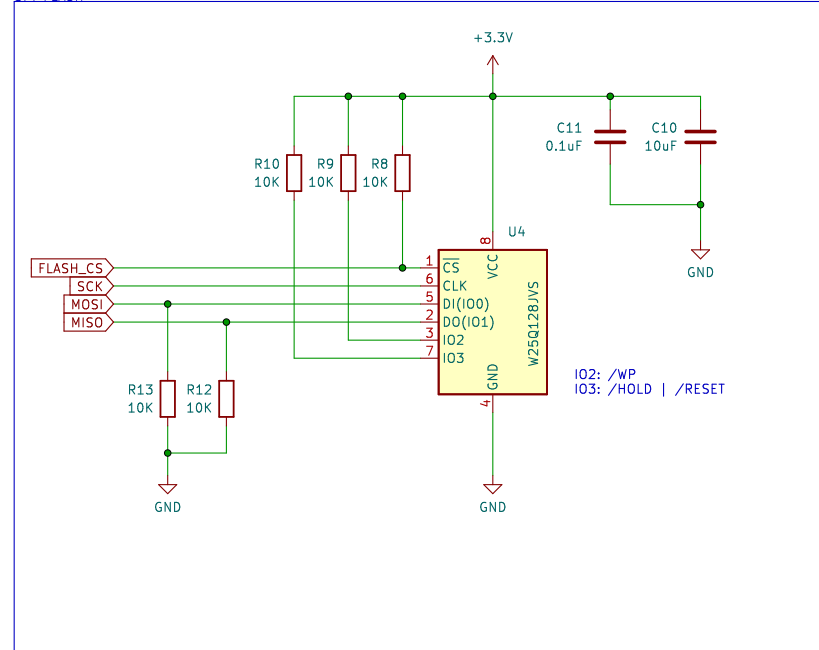 +3.3V
C11
0.1uF
C10
10uF
R10
10K
R9
10K
R8
10K
U4
8
VCC
GND
FLASH_CS
1
CS
SCK
6
CLK
MOSI
5
DI(IO0)
MISO
2
DO(IO1)
3
IO2
7
IO3
W25Q128JVS
GND
4
IO2: /WP
IO3: /HOLD | /RESET
R13
10K
R12
10K
GND
GND